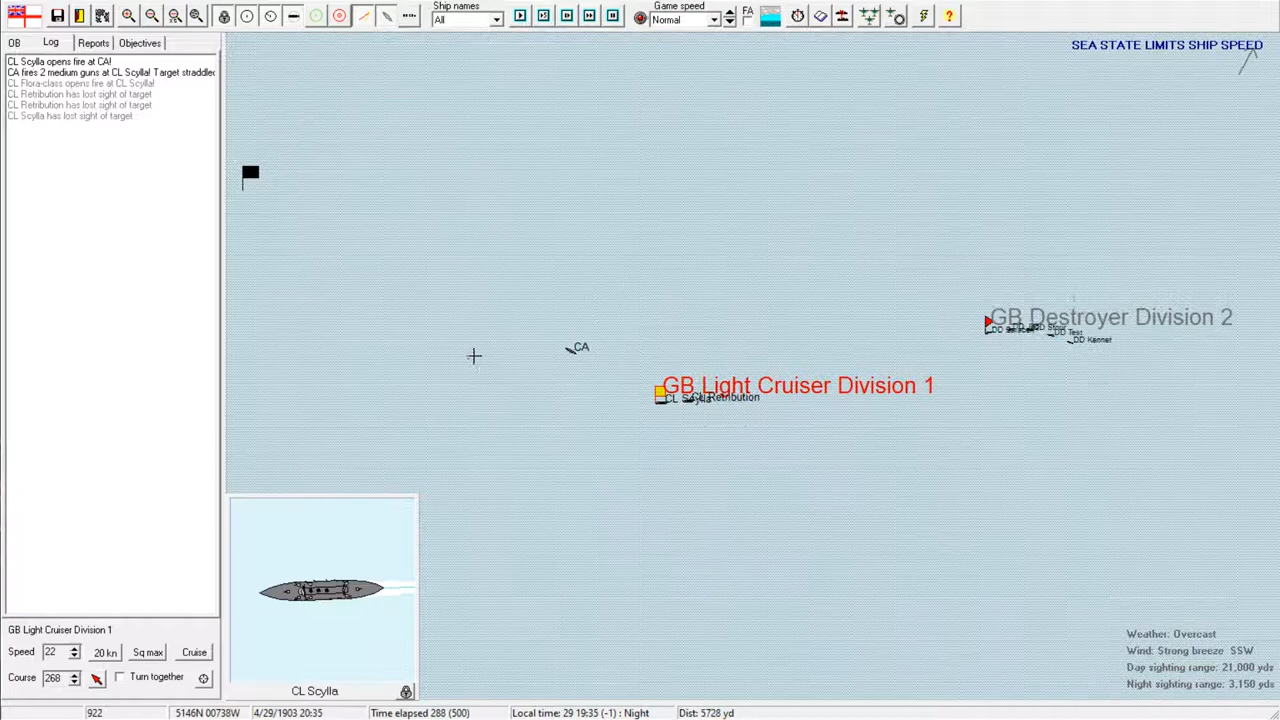 Ship names
All
Game speed
Normal
FA
OB Log Reports Objectives
SEA STATE LIMITS SHIP SPEED
CL Scylla opens fire at CA!
CA fires 2 medium guns at CL Scylla! Target straddled
CL Flora-class opens fire at CL Scylla!
CL Retribution has lost sight of target
CL Retribution has lost sight of target
CL Scylla has lost sight of target
GB Destroyer Division 2
DD Test
DD Kennet
CA
GB Light Cruiser Division 1
CL Scylla
CL Retribution
GB Light Cruiser Division 1
Speed 22 20 kn Sq max Cruise
Course 268 Turn together
CL Scylla
Weather: Overcast
Wind: Strong breeze SSW
Day sighting range: 21,000 yds
Night sighting range: 3,150 yds
922 5146N 00738W 4/29/1903 20:35 Time elapsed 288 (500) Local time: 29 19:35 (-1) : Night Dist: 5728 yd